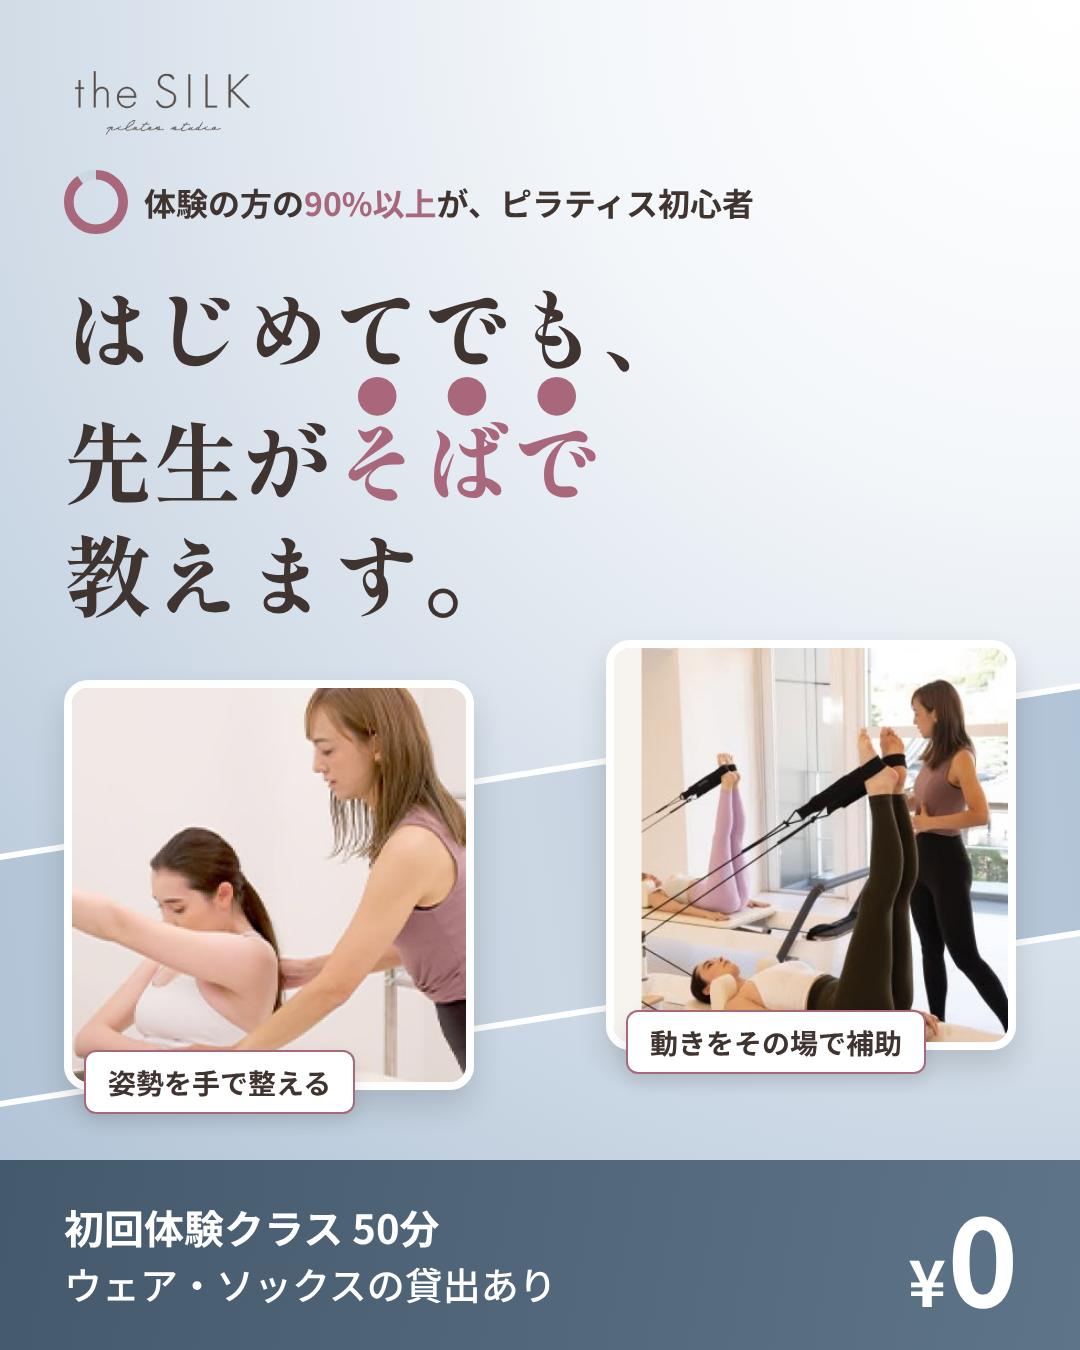 the SILK
pilates studio
体験の方の90%以上が、ピラティス初心者
はじめてでも、
先生がそばで
教えます。
姿勢を手で整える
動きをその場で補助
初回体験クラス 50分
ウェア・ソックスの貸出あり
¥0